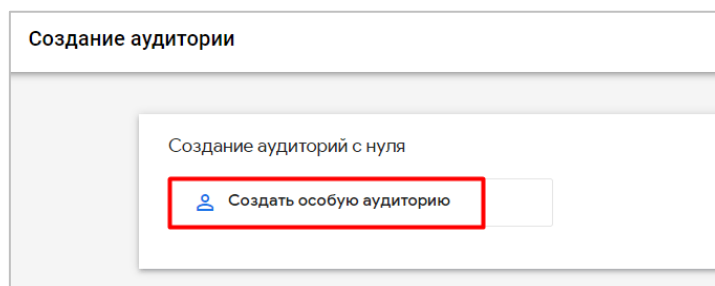 Создание аудитории
Создание аудиторий с нуля
Создать особую аудиторию